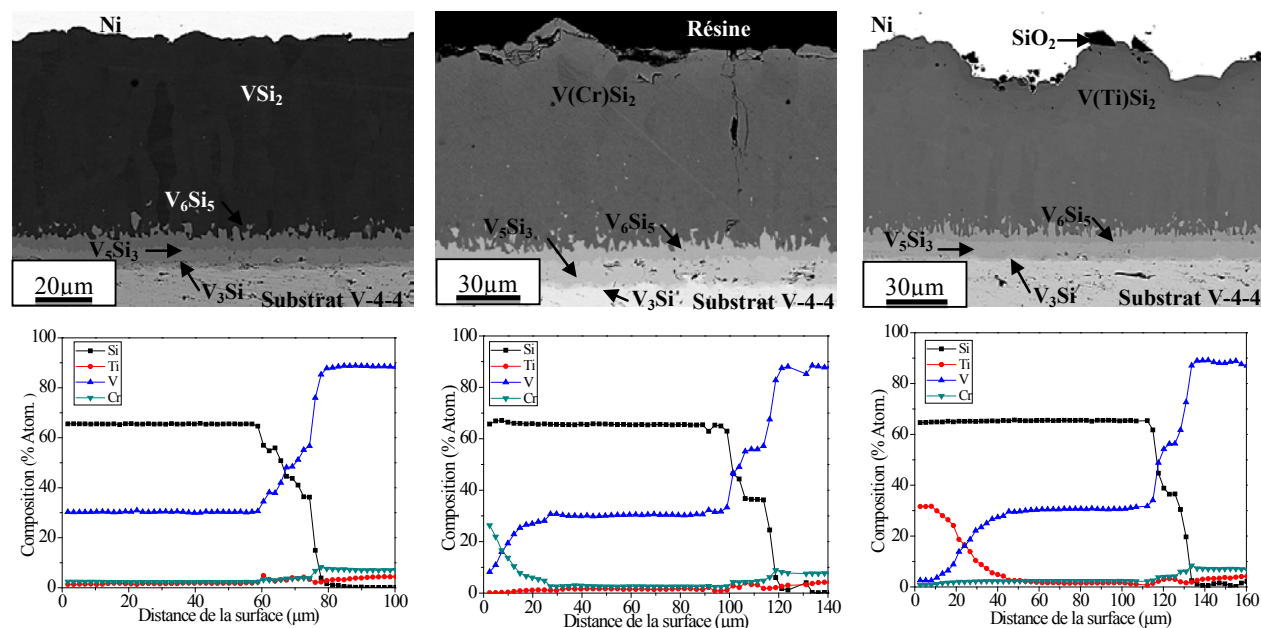 Ni
VSi₂
V₆Si₅
V₅Si₃
V₃Si
20µm
Substrat V-4-4
Résine
V(Cr)Si₂
V₅Si₃
V₆Si₅
V₃Si
30µm
Substrat V-4-4
Ni
SiO₂
V(Ti)Si₂
V₆Si₅
V₅Si₃
V₃Si
30µm
Substrat V-4-4
Composition (% Atom.)
100
80
60
40
20
0
Si
Ti
V
Cr
0 20 40 60 80 100
Distance de la surface (µm)
Composition (% Atom.)
100
80
60
40
20
0
Si
Ti
V
Cr
0 20 40 60 80 100 120 140
Distance de la surface (µm)
Composition (% Atom.)
100
80
60
40
20
0
Si
Ti
V
Cr
0 20 40 60 80 100 120 140 160
Distance de la surface (µm)